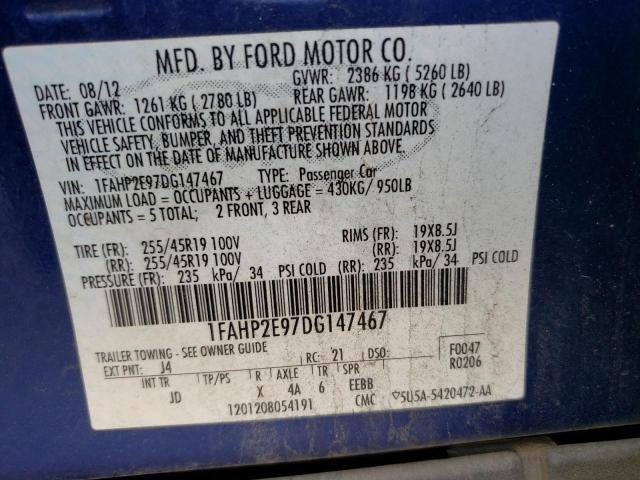 MFD. BY FORD MOTOR CO.
DATE: 08/12 GVWR: 2386 KG ( 5260 LB)
FRONT GAWR: 1261 KG ( 2780 LB) REAR GAWR: 1198 KG ( 2640 LB)
THIS VEHICLE CONFORMS TO ALL APPLICABLE FEDERAL MOTOR
VEHICLE SAFETY, BUMPER, AND THEFT PREVENTION STANDARDS
IN EFFECT ON THE DATE OF MANUFACTURE SHOWN ABOVE.
VIN: 1FAHP2E97DG147467 TYPE: Passenger Car
MAXIMUM LOAD = OCCUPANTS + LUGGAGE = 430KG/ 950LB
OCCUPANTS = 5 TOTAL; 2 FRONT, 3 REAR
TIRE (FR): 255/45R19 100V RIMS (FR): 19X8.5J
(RR): 255/45R19 100V (RR): 19X8.5J
PRESSURE (FR): 235 kPa/ 34 PSI COLD (RR): 235 kPa/ 34 PSI COLD
1FAHP2E97DG147467
TRAILER TOWING - SEE OWNER GUIDE
EXT PNT: J4 RC: 21 DSO: F0047
R0206
INT TR TP/PS R AXLE TR SPR
JD X 4A 6 EEBB
1201208054191 CMC ▽5U5A-5420472-AA